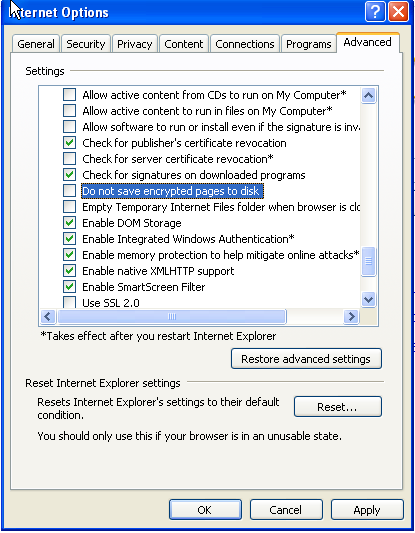 Internet Options
General Security Privacy Content Connections Programs Advanced
Settings
Allow active content from CDs to run on My Computer*
Allow active content to run in files on My Computer*
Allow software to run or install even if the signature is inva
Check for publisher's certificate revocation
Check for server certificate revocation*
Check for signatures on downloaded programs
Do not save encrypted pages to disk
Empty Temporary Internet Files folder when browser is clo
Enable DOM Storage
Enable Integrated Windows Authentication*
Enable memory protection to help mitigate online attacks*
Enable native XMLHTTP support
Enable SmartScreen Filter
Use SSL 2.0
*Takes effect after you restart Internet Explorer
Restore advanced settings
Reset Internet Explorer settings
Resets Internet Explorer's settings to their default
condition.
Reset...
You should only use this if your browser is in an unusable state.
OK Cancel Apply